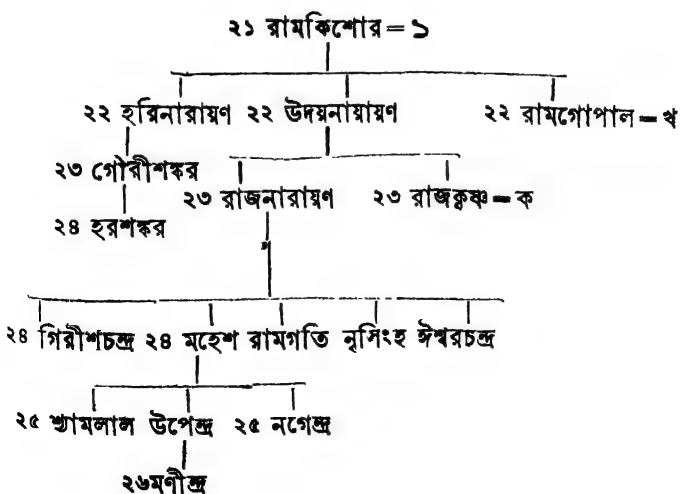 ২১ রামকিশোর = ১
২২ হরিনারায়ণ ২২ উদয়নারায়ণ ২২ রামগোপাল = খ
২৩ গৌরীশঙ্কর
২৩ রাজনারায়ণ ২৩ রাজকৃষ্ণ = ক
২৪ হরশঙ্কর
২৪ গিরীশচন্দ্র ২৪ মহেশ রামগতি নৃসিংহ ঈশ্বরচন্দ্র
২৫ শ্যামলাল উপেন্দ্র ২৫ নগেন্দ্র
২৬মণীন্দ্র